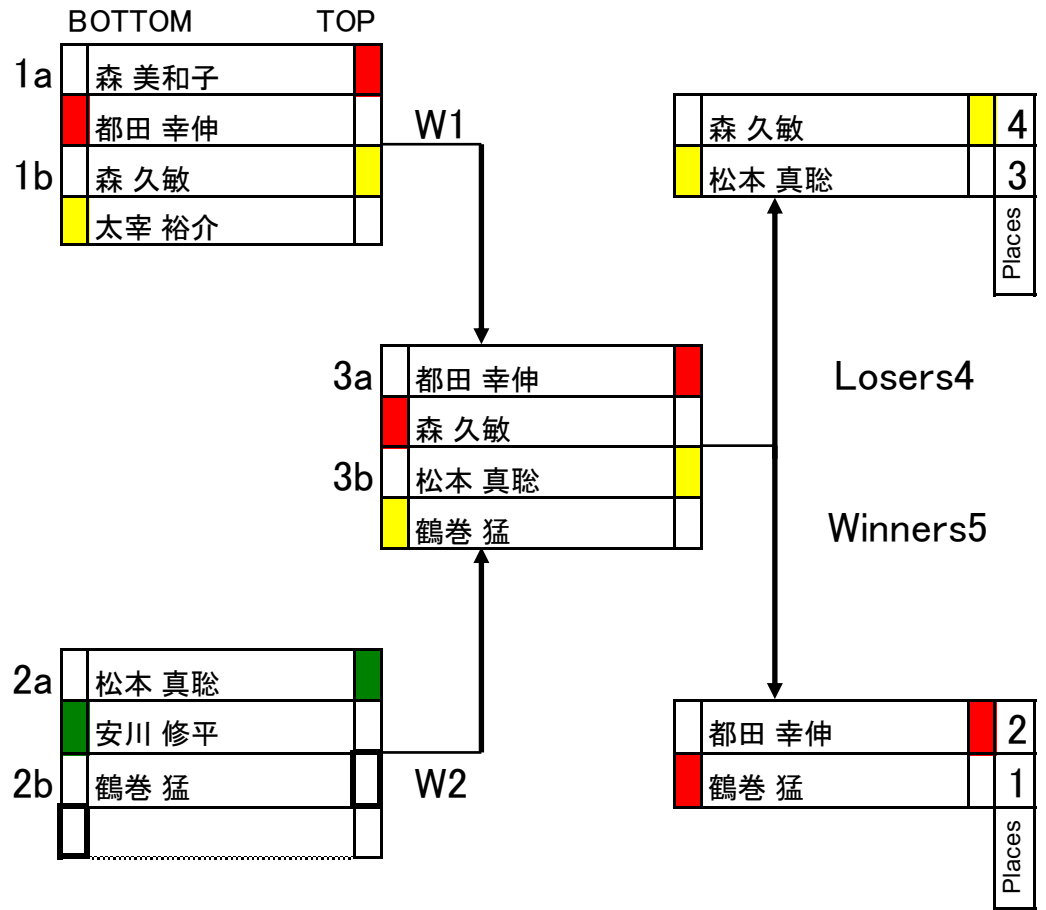 BOTTOM TOP
1a 森 美和子
都田 幸伸
1b 森 久敏
太宰 裕介
W1
森 久敏 4
松本 真聡 3
Places
3a 都田 幸伸
森 久敏
3b 松本 真聡
鶴巻 猛
Losers4
Winners5
2a 松本 真聡
安川 修平
2b 鶴巻 猛
W2
都田 幸伸 2
鶴巻 猛 1
Places